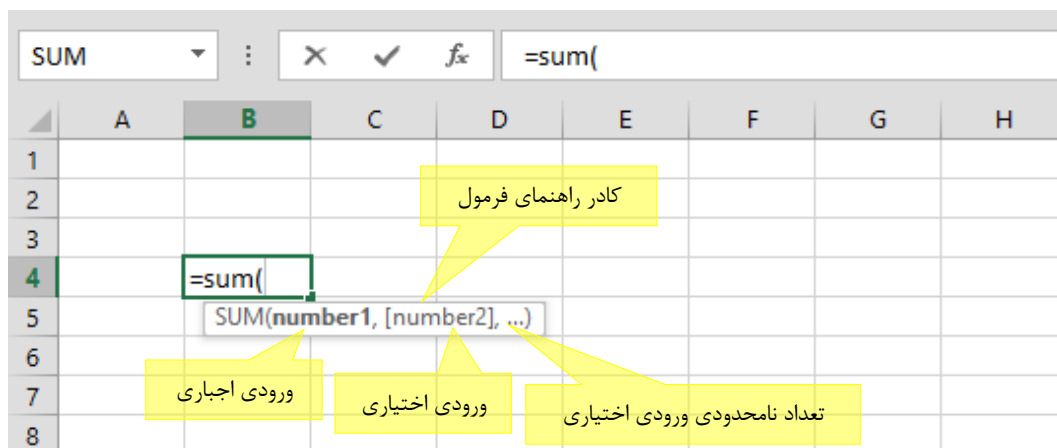 SUM fx =sum(
A B C D E F G H
1
2
کادر راهنمای فرمول
3
4 =sum(
5 SUM(number1, [number2], ...)
6
7 ورودی اجباری
ورودی اختیاری
تعداد نامحدودی ورودی اختیاری
8